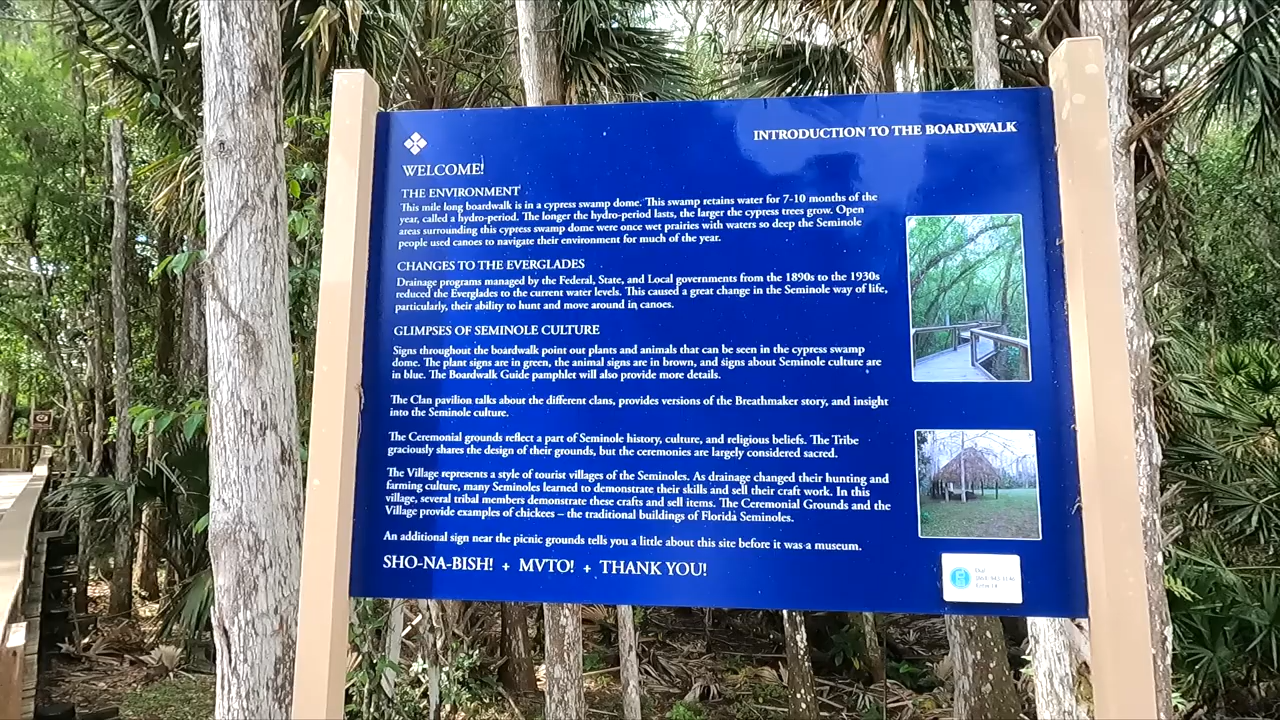 INTRODUCTION TO THE BOARDWALK
WELCOME!
THE ENVIRONMENT
This mile long boardwalk is in a cypress swamp dome. This swamp retains water for 7-10 months of the
year, called a hydro-period. The longer the hydro-period lasts, the larger the cypress trees grow. Open
areas surrounding this cypress swamp dome were once wet prairies with waters so deep the Seminole
people used canoes to navigate their environment for much of the year.
CHANGES TO THE EVERGLADES
Drainage programs managed by the Federal, State, and Local governments from the 1890s to the 1930s
reduced the Everglades to the current water levels. This caused a great change in the Seminole way of life,
particularly, their ability to hunt and move around in canoes.
GLIMPSES OF SEMINOLE CULTURE
Signs throughout the boardwalk point out plants and animals that can be seen in the cypress swamp
dome. The plant signs are in green, the animal signs are in brown, and signs about Seminole culture are
in blue. The Boardwalk Guide pamphlet will also provide more details.
The Clan pavilion talks about the different clans, provides versions of the Breathmaker story, and insight
into the Seminole culture.
The Ceremonial grounds reflect a part of Seminole history, culture, and religious beliefs. The Tribe
graciously shares the design of their grounds, but the ceremonies are largely considered sacred.
The Village represents a style of tourist villages of the Seminoles. As drainage changed their hunting and
farming culture, many Seminoles learned to demonstrate their skills and sell their craft work. In this
village, several tribal members demonstrate these crafts and sell items. The Ceremonial Grounds and the
Village provide examples of chickees – the traditional buildings of Florida Seminoles.
An additional sign near the picnic grounds tells you a little about this site before it was a museum.
SHO-NA-BISH! + MVTO! + THANK YOU!